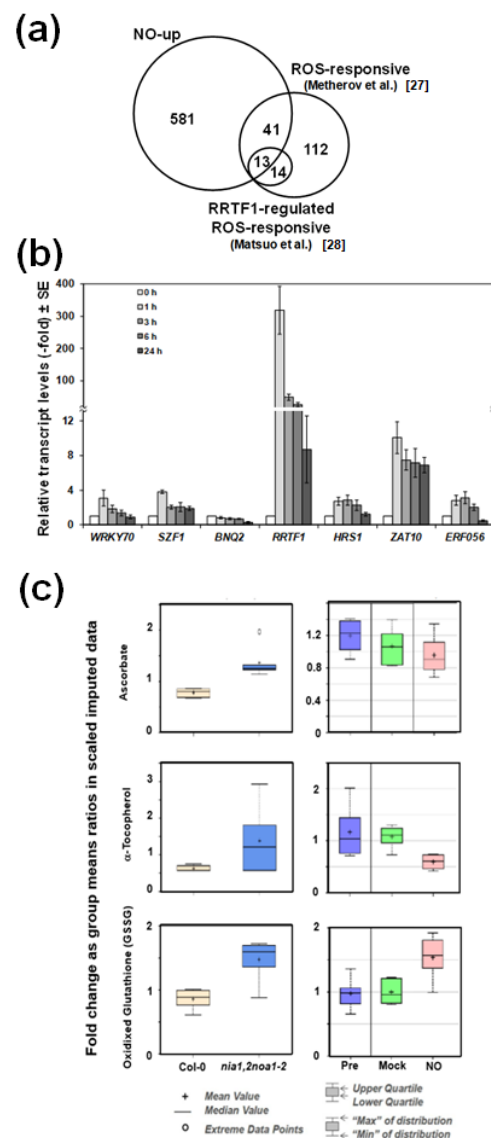 (a)
NO-up
ROS-responsive
(Metherov et al.) [27]
581
41
112
13
14
RRTF1-regulated
ROS-responsive
(Matsuo et al.) [28]
(b)
Relative transcript levels (-fold) ± SE
400
300
200
100
12
8
4
0
0 h
1 h
3 h
6 h
24 h
WRKY70 SZF1 BNQ2 RRTF1 HRS1 ZAT10 ERF056
(c)
Fold change as group means ratios in scaled imputed data
Ascorbate
2
1
0
1.2
0.8
0.4
0
α-Tocopherol
3
2
1
0
2
1
0
Oxidixed Glutathione (GSSG)
2
1
0
2
1
0
Col-0 nia1,2noa1-2
Pre Mock NO
+ Mean Value
— Median Value
o Extreme Data Points
Upper Quartile
Lower Quartile
"Max" of distribution
"Min" of distribution